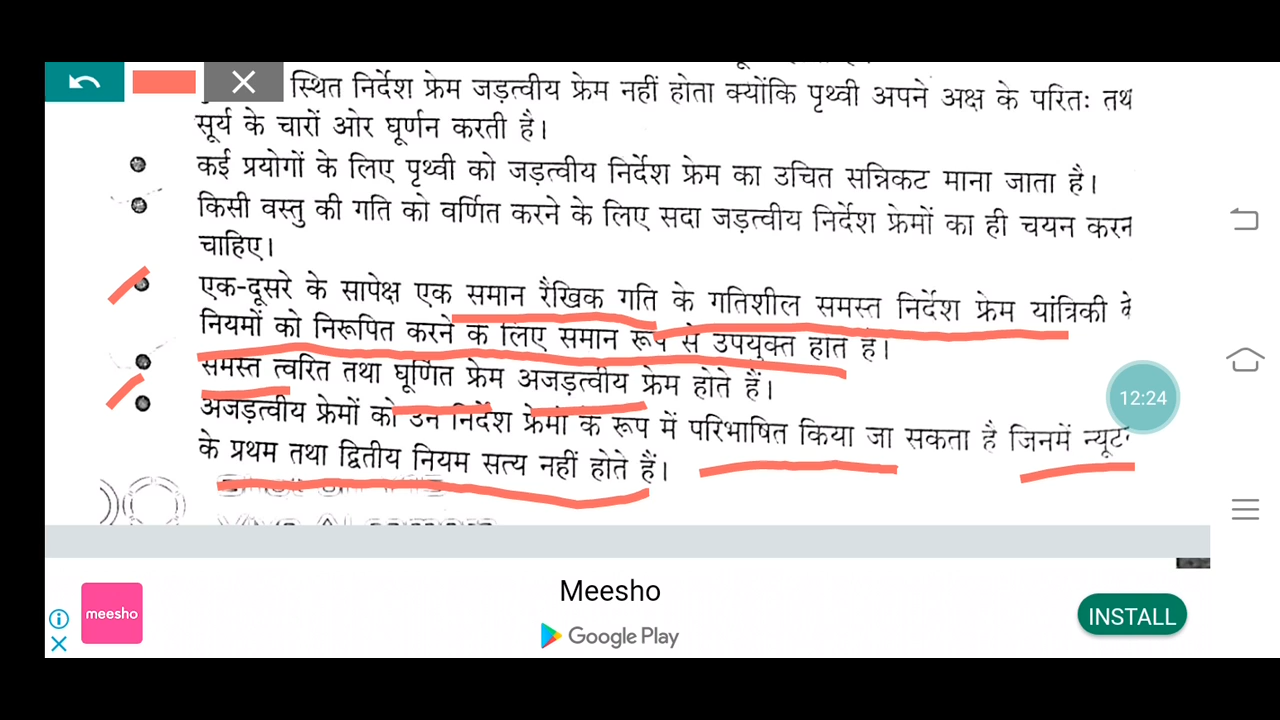 स्थित निर्देश फ्रेम जड़त्वीय फ्रेम नहीं होता क्योंकि पृथ्वी अपने अक्ष के परितः तथ
सूर्य के चारों ओर घूर्णन करती है।
कई प्रयोगों के लिए पृथ्वी को जड़त्वीय निर्देश फ्रेम का उचित सन्निकट माना जाता है।
किसी वस्तु की गति को वर्णित करने के लिए सदा जड़त्वीय निर्देश फ्रेमों का ही चयन करन
चाहिए।
एक-दूसरे के सापेक्ष एक समान रैखिक गति के गतिशील समस्त निर्देश फ्रेम यांत्रिकी
नियमों को निरूपित करने के लिए समान रूप से उपयुक्त होते हैं।
समस्त त्वरित तथा घूर्णित फ्रेम अजड़त्वीय फ्रेम होते हैं।
12:24
अजड़त्वीय फ्रेमों को उन निर्देश फ्रेमों के रूप में परिभाषित किया जा सकता है जिनमें न्यूट
के प्रथम तथा द्वितीय नियम सत्य नहीं होते हैं।
Meesho
meesho
Google Play
INSTALL